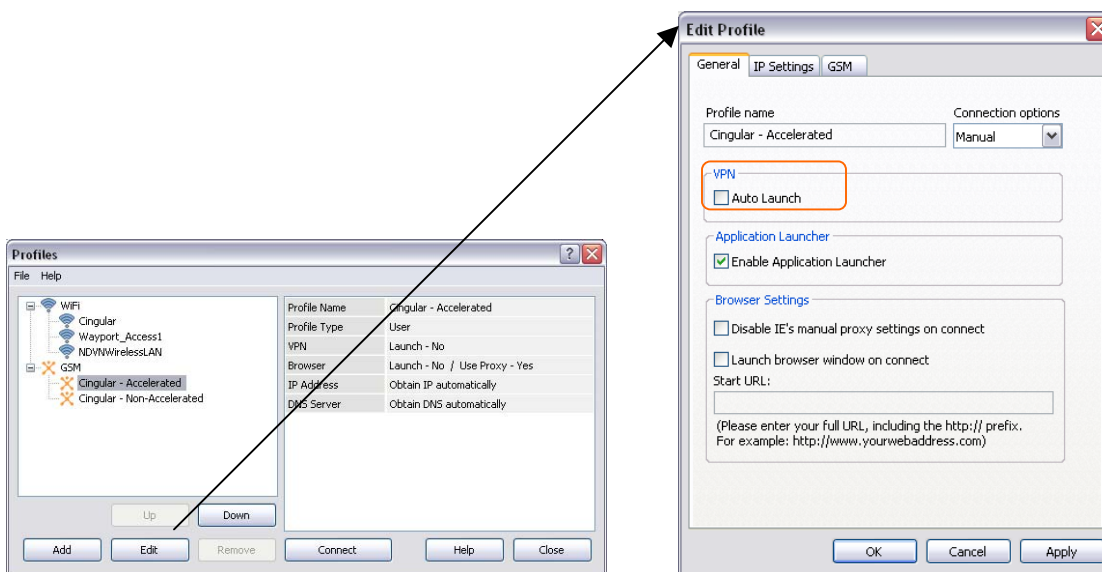 Profiles
File Help
WiFi
Cingular
Wayport_Access1
NDVNWirelessLAN
GSM
Cingular - Accelerated
Cingular - Non-Accelerated
Profile Name Cingular - Accelerated
Profile Type User
VPN Launch - No
Browser Launch - No / Use Proxy - Yes
IP Address Obtain IP automatically
DNS Server Obtain DNS automatically
Up Down
Add Edit Remove Connect Help Close
Edit Profile
General IP Settings GSM
Profile name Connection options
Cingular - Accelerated Manual
VPN
Auto Launch
Application Launcher
Enable Application Launcher
Browser Settings
Disable IE's manual proxy settings on connect
Launch browser window on connect
Start URL:
(Please enter your full URL, including the http:// prefix.
For example: http://www.yourwebaddress.com)
OK Cancel Apply